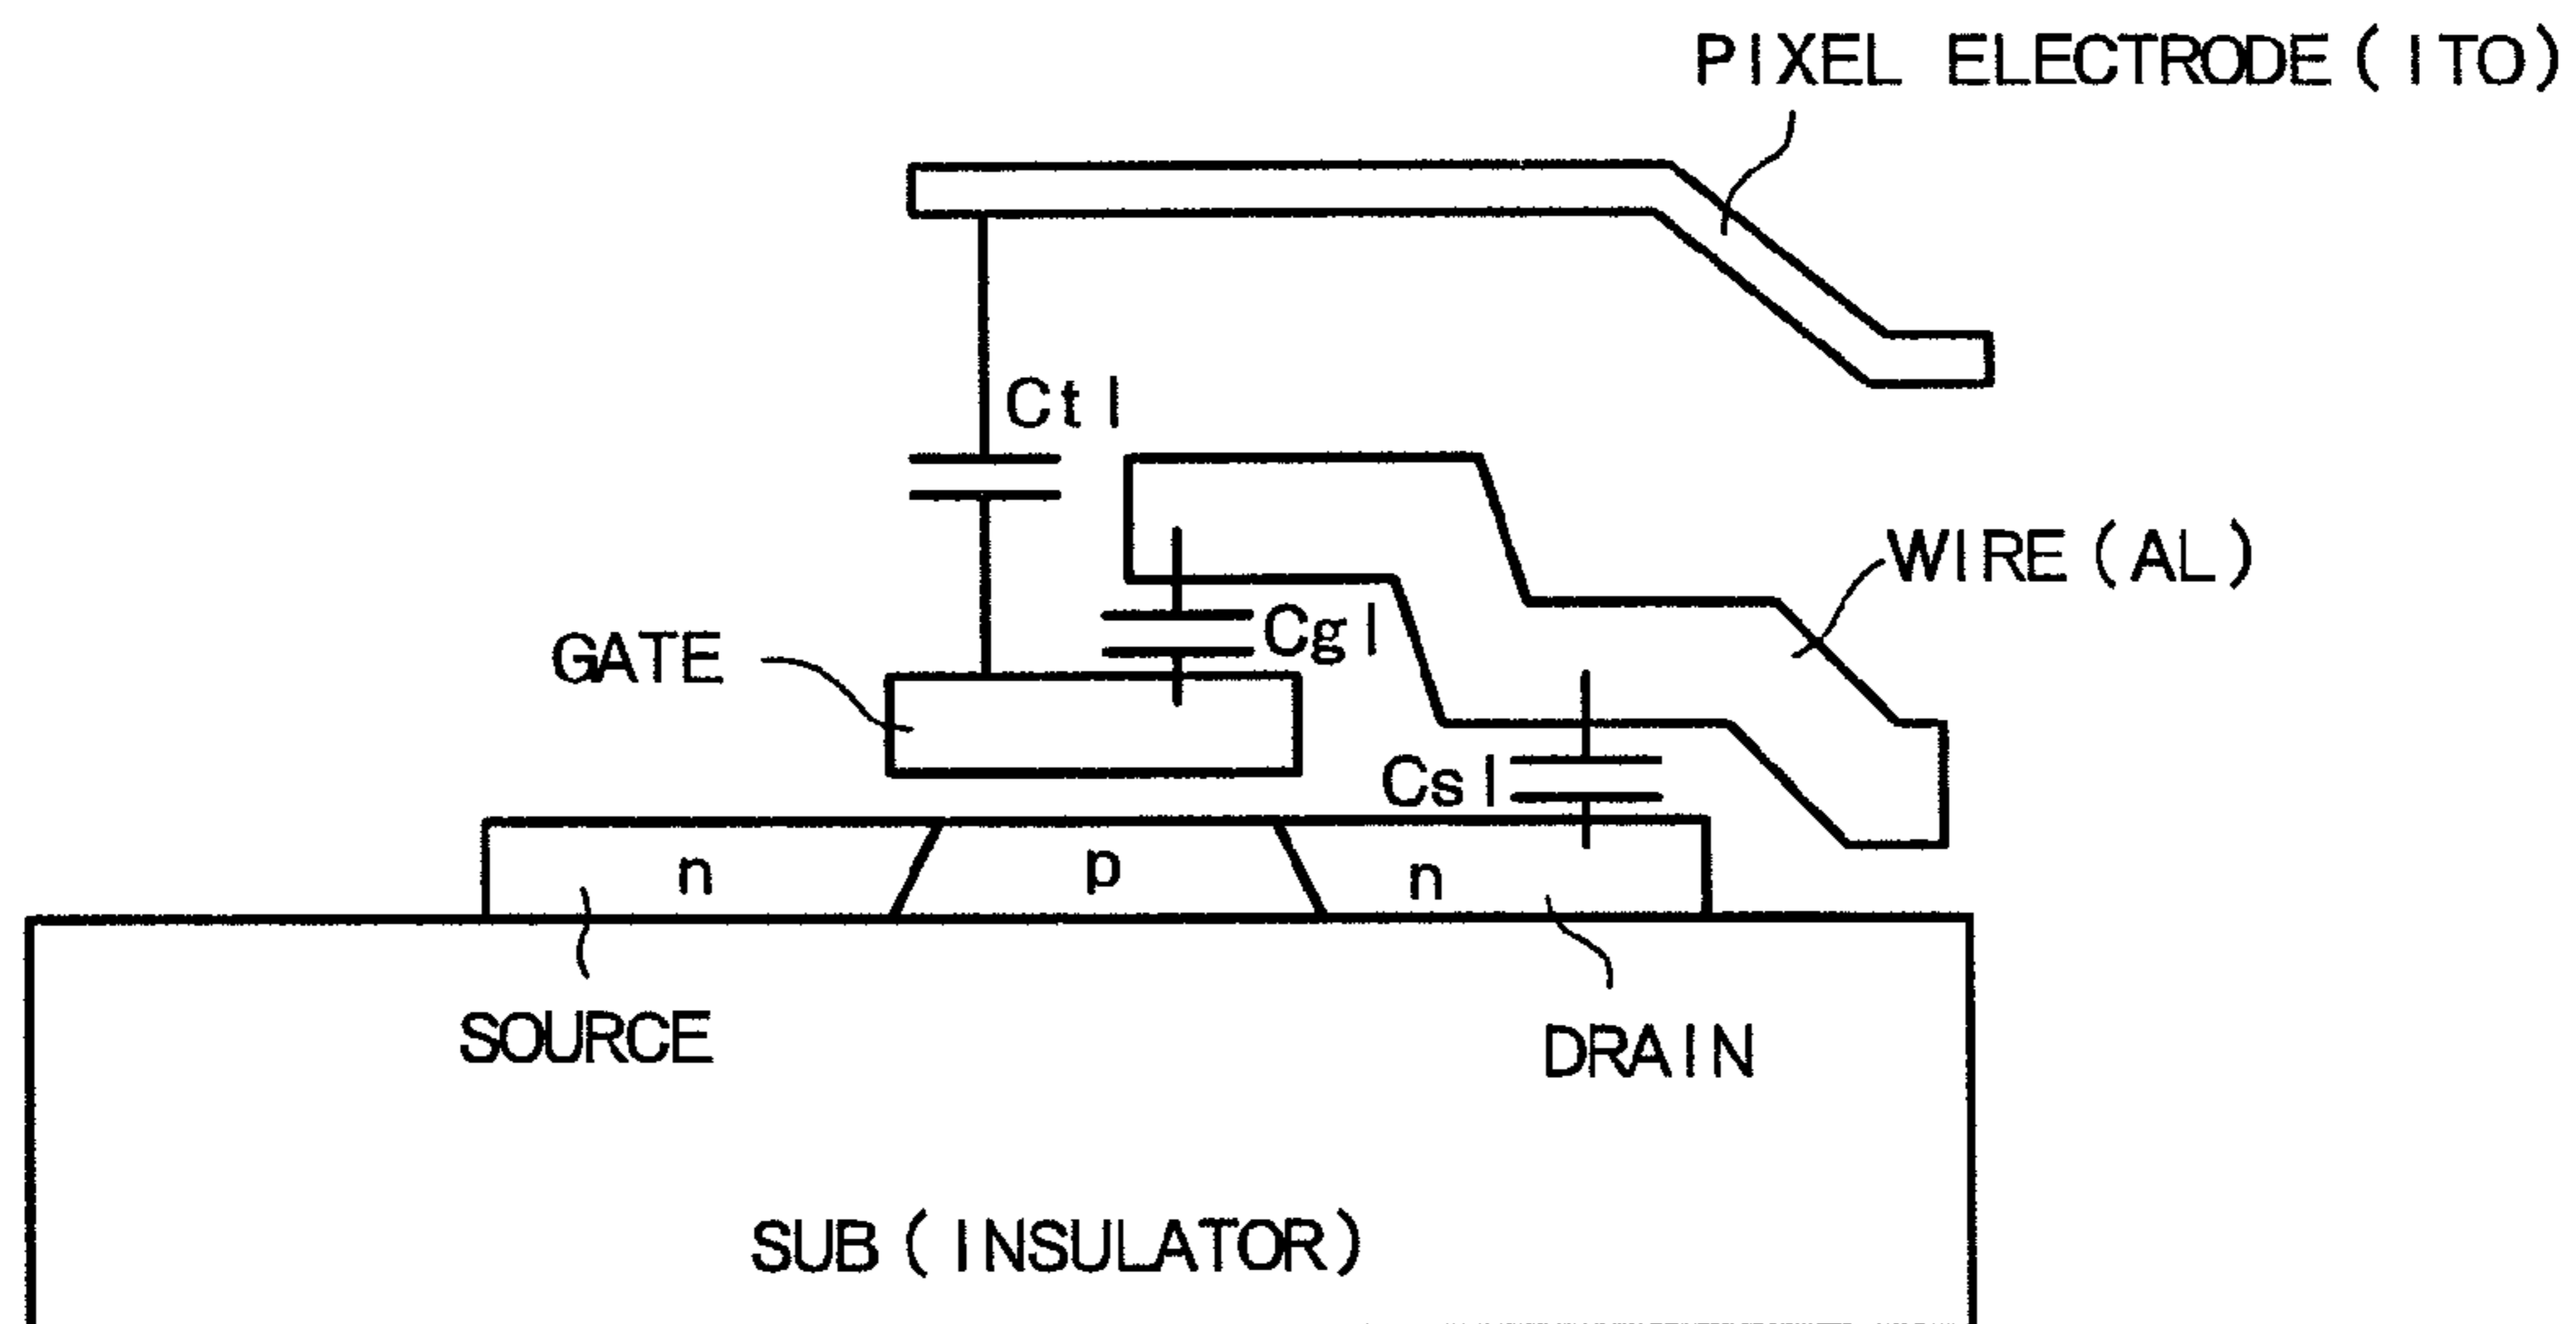 PIXEL ELECTRODE(ITO)
Ctl
WIRE(AL)
GATE
Cgl
Csl
n
p
n
SOURCE
DRAIN
SUB(INSULATOR)